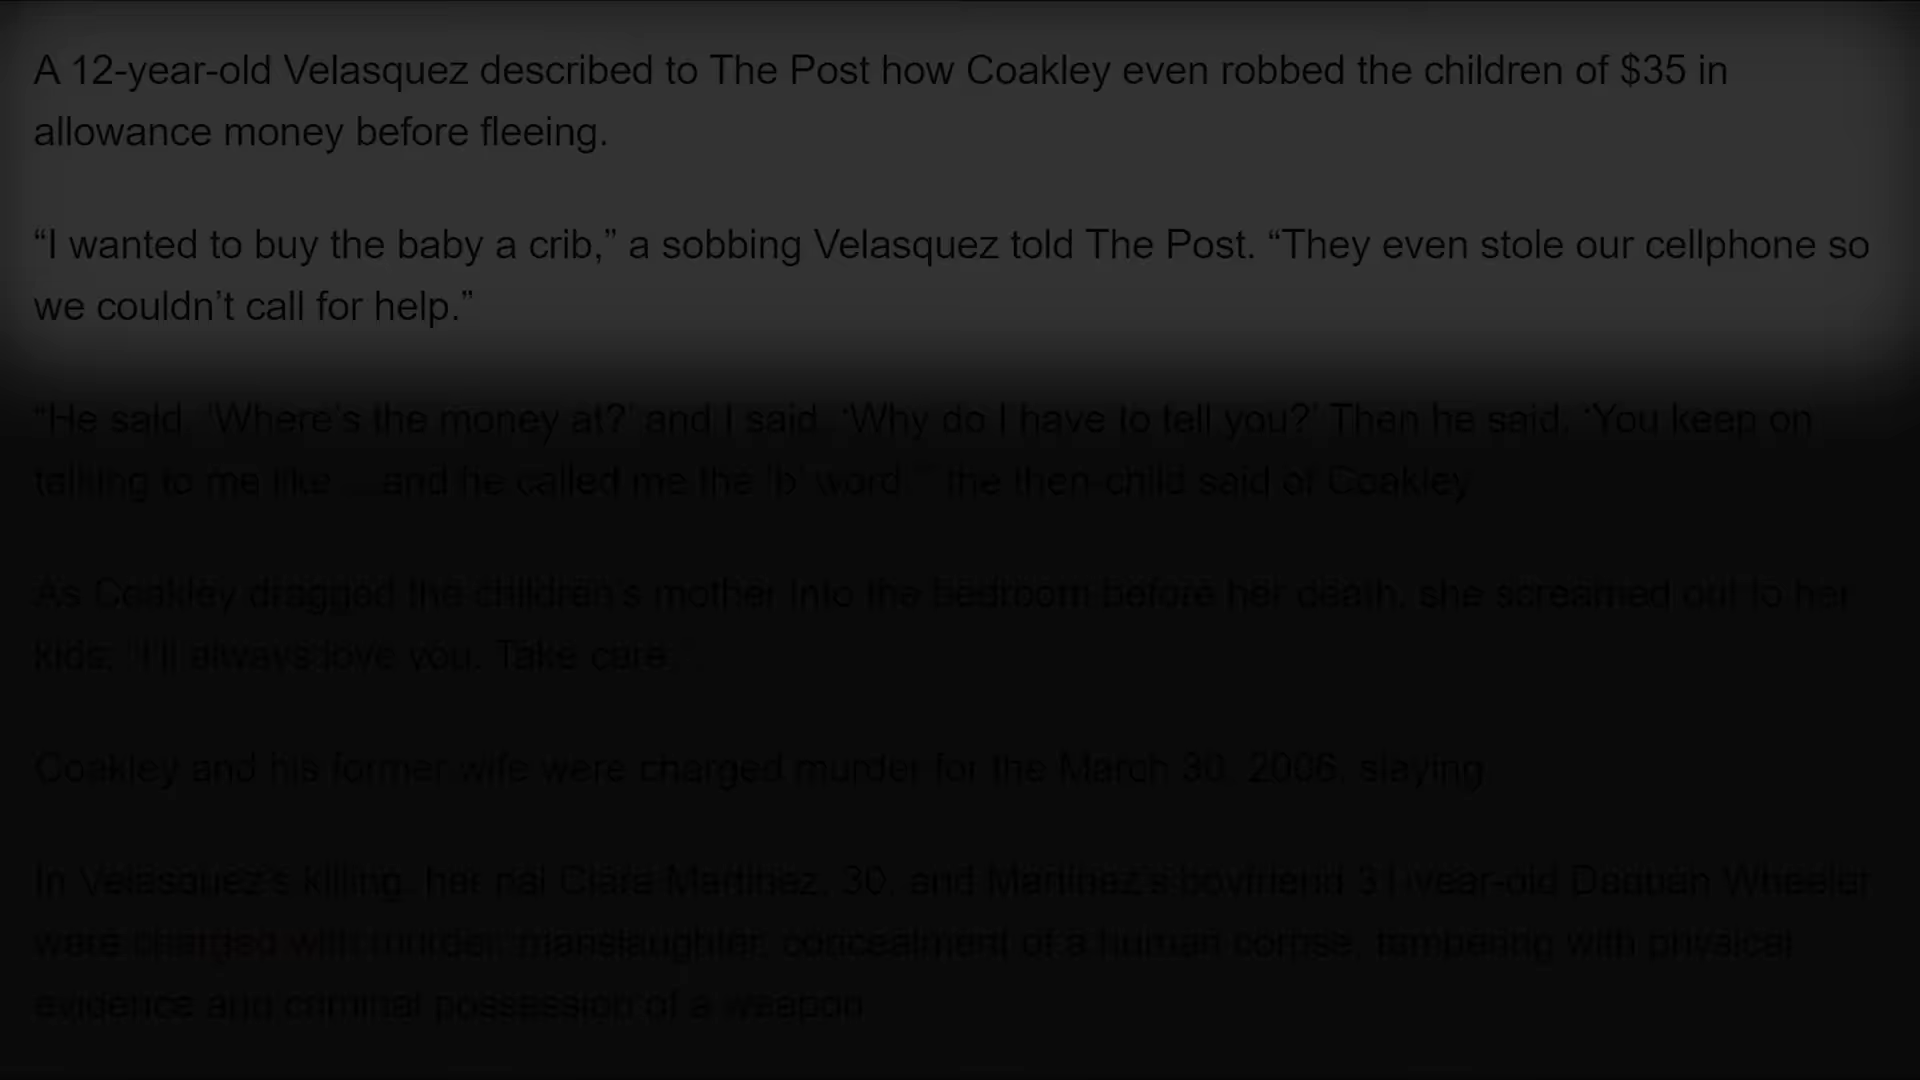 A 12-year-old Velasquez described to The Post how Coakley even robbed the children of $35 in
allowance money before fleeing.
“I wanted to buy the baby a crib,” a sobbing Velasquez told The Post. “They even stole our cellphone so
we couldn’t call for help.”
“He said, ‘Where’s the money at?’ and I said, ‘Why do I have to tell you?’ Then he said, ‘You keep on
talking to me like … and he called me the ‘b’ word,’” the then-child said of Coakley.
As Coakley dragged the children’s mother into the bedroom before her death, she screamed out to her
kids, “I’ll always love you. Take care.”
Coakley and his former wife were charged murder for the March 30, 2006, slaying.
In Velasquez’s killing, her pal Clara Martinez, 30, and Martinez’s boyfriend 31-year-old Wheeler
were charged with murder, manslaughter, concealment of a human corpse, tampering with physical
evidence and criminal possession of a weapon.